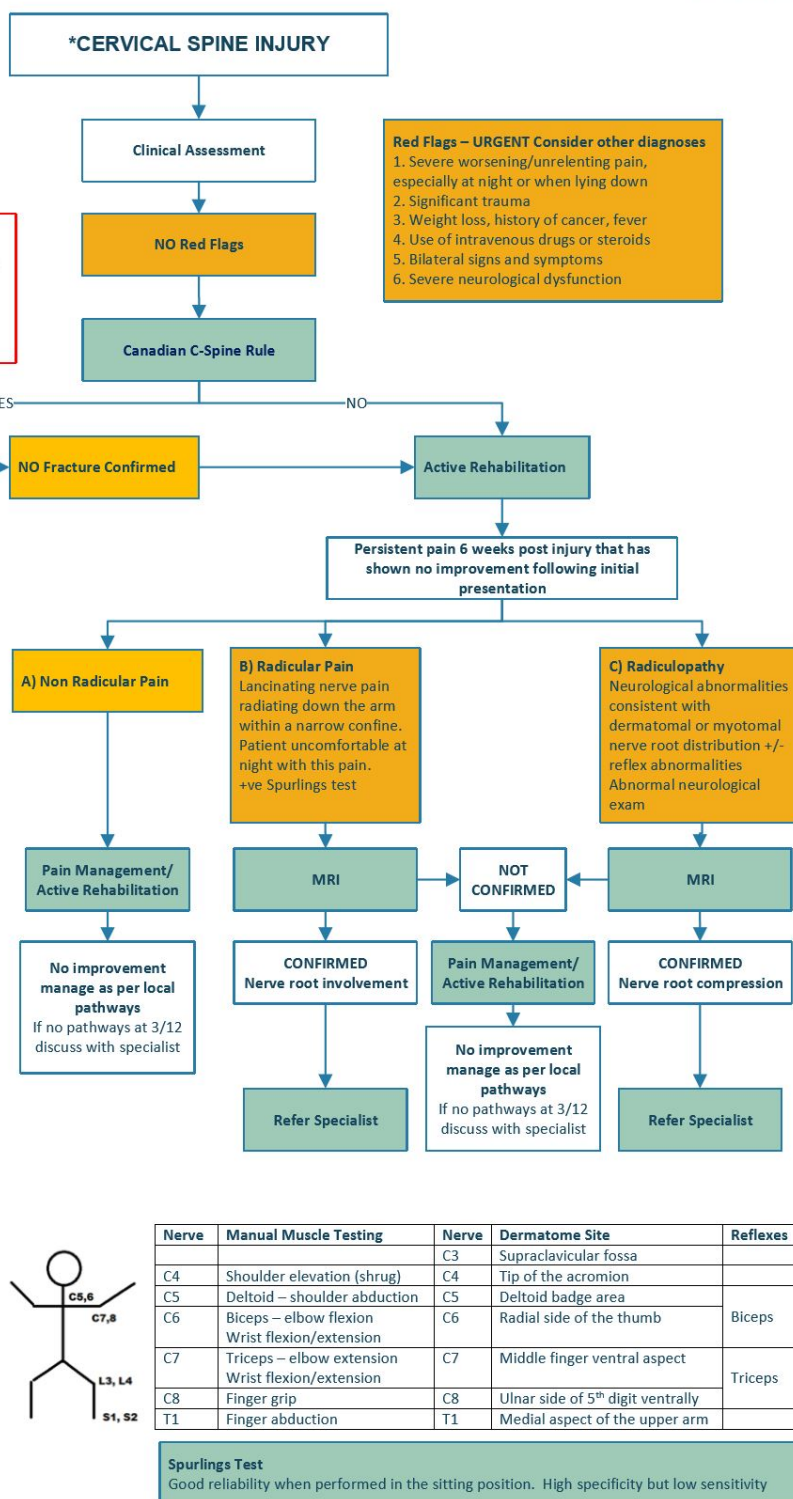 *CERVICAL SPINE INJURY
Clinical Assessment
Red Flags – URGENT Consider other diagnoses
1. Severe worsening/unrelenting pain,
especially at night or when lying down
2. Significant trauma
3. Weight loss, history of cancer, fever
4. Use of intravenous drugs or steroids
5. Bilateral signs and symptoms
6. Severe neurological dysfunction
NO Red Flags
Canadian C-Spine Rule
ES
NO
NO Fracture Confirmed
Active Rehabilitation
Persistent pain 6 weeks post injury that has
shown no improvement following initial
presentation
A) Non Radicular Pain
B) Radicular Pain
Lancinating nerve pain
radiating down the arm
within a narrow confine.
Patient uncomfortable at
night with this pain.
+ve Spurlings test
C) Radiculopathy
Neurological abnormalities
consistent with
dermatomal or myotomal
nerve root distribution +/-
reflex abnormalities
Abnormal neurological
exam
Pain Management/
Active Rehabilitation
MRI
NOT
CONFIRMED
MRI
No improvement
manage as per local
pathways
If no pathways at 3/12
discuss with specialist
CONFIRMED
Nerve root involvement
Pain Management/
Active Rehabilitation
CONFIRMED
Nerve root compression
No improvement
manage as per local
pathways
If no pathways at 3/12
discuss with specialist
Refer Specialist
Refer Specialist
C5,6
C7,8
L3, L4
S1, S2
Nerve Manual Muscle Testing Nerve Dermatome Site Reflexes
C3 Supraclavicular fossa
C4 Shoulder elevation (shrug) C4 Tip of the acromion
C5 Deltoid – shoulder abduction C5 Deltoid badge area
C6 Biceps – elbow flexion C6 Radial side of the thumb Biceps
Wrist flexion/extension
C7 Triceps – elbow extension C7 Middle finger ventral aspect
Wrist flexion/extension Triceps
C8 Finger grip C8 Ulnar side of 5th digit ventrally
T1 Finger abduction T1 Medial aspect of the upper arm
Spurlings Test
Good reliability when performed in the sitting position. High specificity but low sensitivity